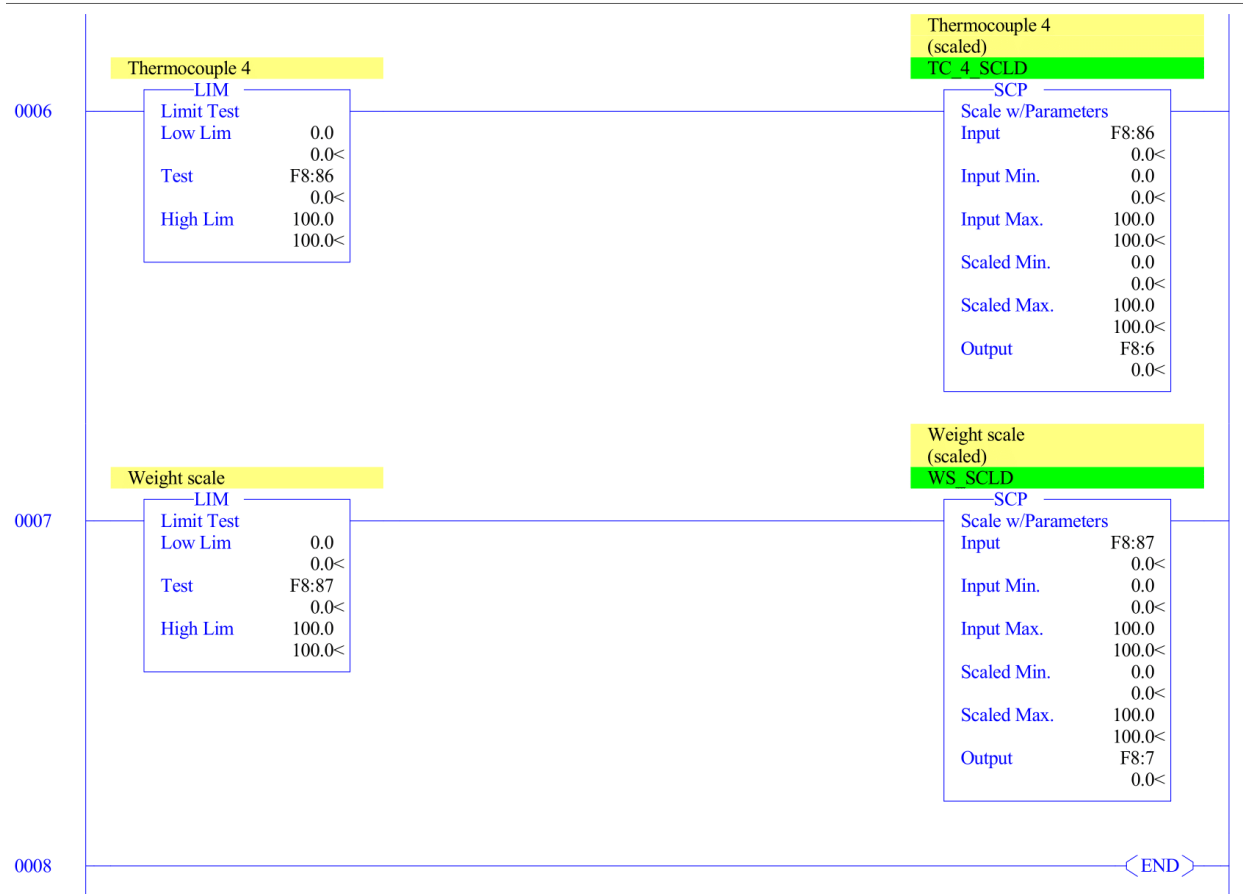 Thermocouple 4
(scaled)
Thermocouple 4
TC_4_SCLD
LIM
SCP
0006
Limit Test
Scale w/Parameters
Low Lim 0.0
Input F8:86
0.0<
0.0<
Test F8:86
Input Min. 0.0
0.0<
0.0<
High Lim 100.0
Input Max. 100.0
100.0<
100.0<
Scaled Min. 0.0
0.0<
Scaled Max. 100.0
100.0<
Output F8:6
0.0<
Weight scale
(scaled)
Weight scale
WS_SCLD
LIM
SCP
0007
Limit Test
Scale w/Parameters
Low Lim 0.0
Input F8:87
0.0<
0.0<
Test F8:87
Input Min. 0.0
0.0<
0.0<
High Lim 100.0
Input Max. 100.0
100.0<
100.0<
Scaled Min. 0.0
0.0<
Scaled Max. 100.0
100.0<
Output F8:7
0.0<
0008
END